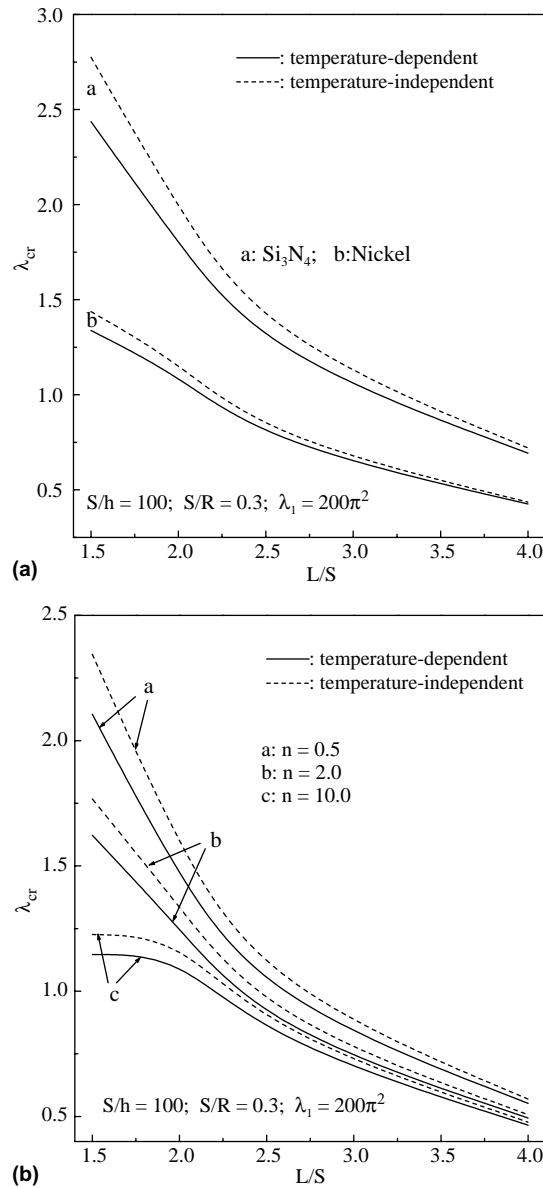 3.0
: temperature-dependent
: temperature-independent
a
2.5
2.0
a: Si₃N₄; b:Nickel
λcr
1.5
b
1.0
0.5
S/h = 100; S/R = 0.3; λ₁ = 200π²
1.5 2.0 2.5 3.0 3.5 4.0
(a)
L/S
2.5
: temperature-dependent
: temperature-independent
a
a: n = 0.5
2.0
b: n = 2.0
c: n = 10.0
b
1.5
λcr
c
1.0
0.5
S/h = 100; S/R = 0.3; λ₁ = 200π²
1.5 2.0 2.5 3.0 3.5 4.0
(b)
L/S